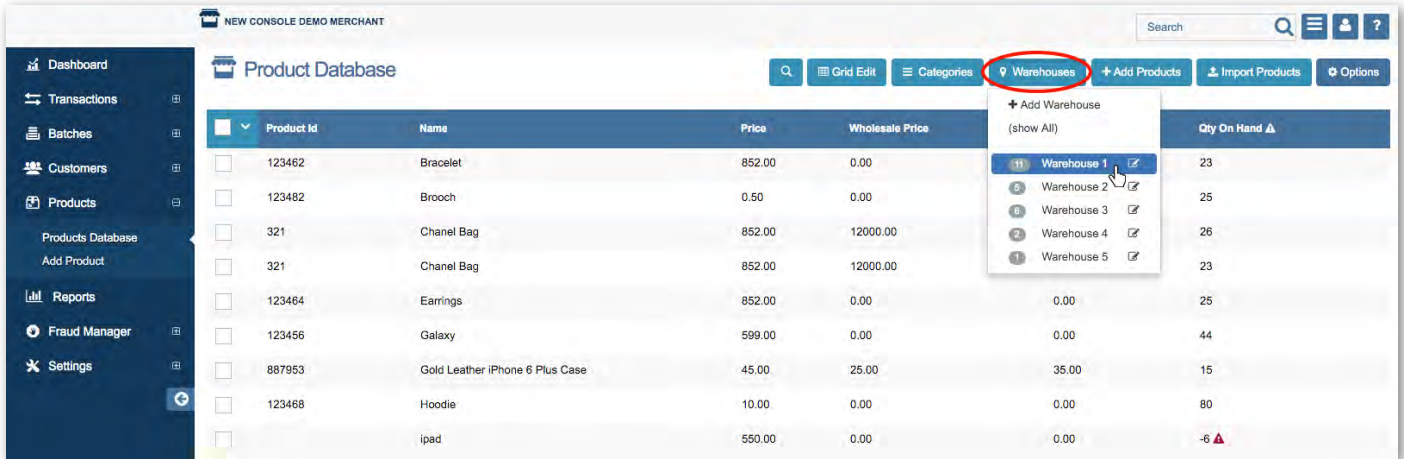 NEW CONSOLE DEMO MERCHANT
Search
?
Dashboard
Transactions
Batches
Customers
Products
Products Database
Add Product
Reports
Fraud Manager
Settings
Product Database
Grid Edit Categories Warehouses + Add Products Import Products Options
+ Add Warehouse
(show All)
11 Warehouse 1
5 Warehouse 2
6 Warehouse 3
2 Warehouse 4
1 Warehouse 5
Product Id Name Price Wholesale Price Qty On Hand
123462 Bracelet 852.00 0.00 23
123482 Brooch 0.50 0.00 25
321 Chanel Bag 852.00 12000.00 26
321 Chanel Bag 852.00 12000.00 23
123464 Earrings 852.00 0.00 0.00 25
123456 Galaxy 599.00 0.00 0.00 44
887953 Gold Leather iPhone 6 Plus Case 45.00 25.00 35.00 15
123468 Hoodie 10.00 0.00 0.00 80
ipad 550.00 0.00 0.00 -6